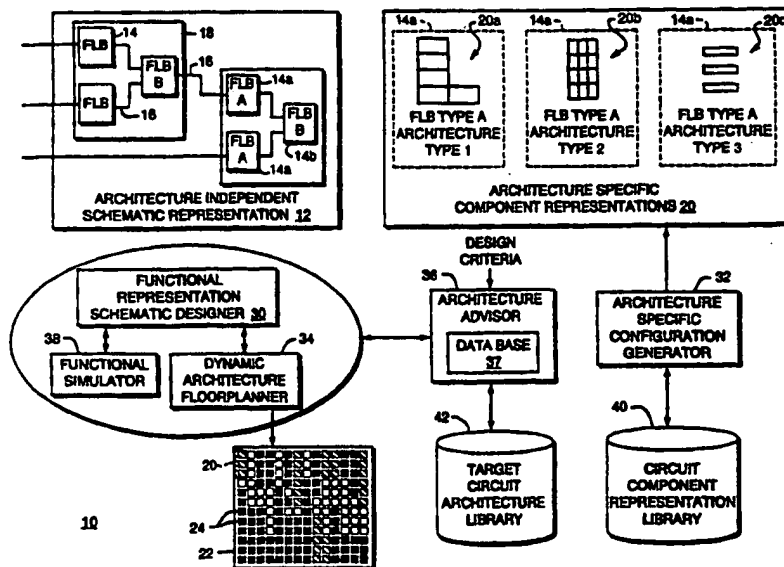 14
18
FLB
FLB
B
16
14a
FLB
16
FLB
A
FLB
B
FLB
A
14b
14a
ARCHITECTURE INDEPENDENT
SCHEMATIC REPRESENTATION 12
14a
20a
FLB TYPE A
ARCHITECTURE
TYPE 1
14a
20b
FLB TYPE A
ARCHITECTURE
TYPE 2
14a
FLB TYPE A
ARCHITECTURE
TYPE 3
ARCHITECTURE SPECIFIC
COMPONENT REPRESENTATIONS 20
FUNCTIONAL
REPRESENTATION
SCHEMATIC DESIGNER 30
38
FUNCTIONAL
SIMULATOR
34
DYNAMIC
ARCHITECTURE
FLOORPLANNER
DESIGN
CRITERIA
36
ARCHITECTURE
ADVISOR
DATA BASE
37
32
ARCHITECTURE
SPECIFIC
CONFIGURATION
GENERATOR
42
TARGET
CIRCUIT
ARCHITECTURE
LIBRARY
40
CIRCUIT
COMPONENT
REPRESENTATION
LIBRARY
20
24
22
10